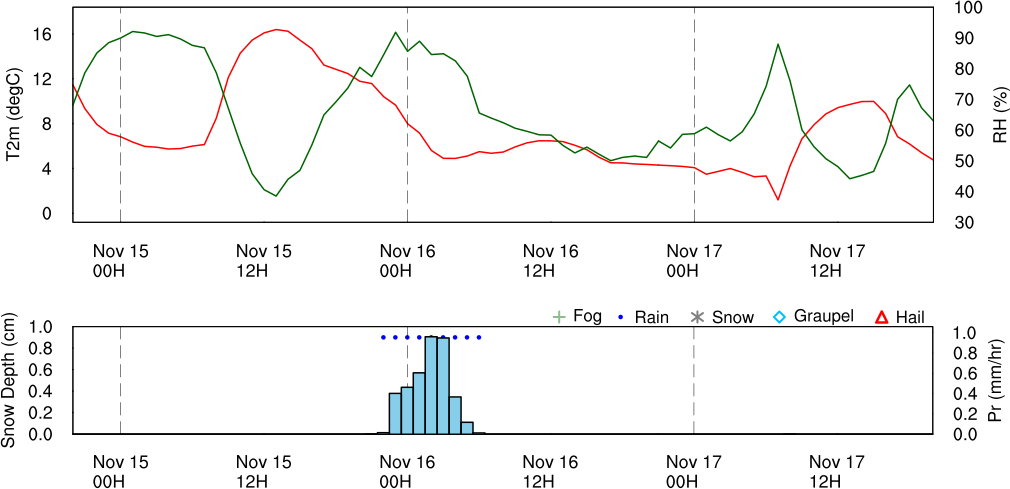 16
12
8
4
0
T2m (degC)
100
90
80
70
60
50
40
30
RH (%)
Nov 15 Nov 15 Nov 16 Nov 16 Nov 17 Nov 17
00H 12H 00H 12H 00H 12H
Fog Rain Snow Graupel Hail
1.0
0.8
0.6
0.4
0.2
0.0
Snow Depth (cm)
1.0
0.8
0.6
0.4
0.2
0.0
Pr (mm/hr)
Nov 15 Nov 15 Nov 16 Nov 16 Nov 17 Nov 17
00H 12H 00H 12H 00H 12H